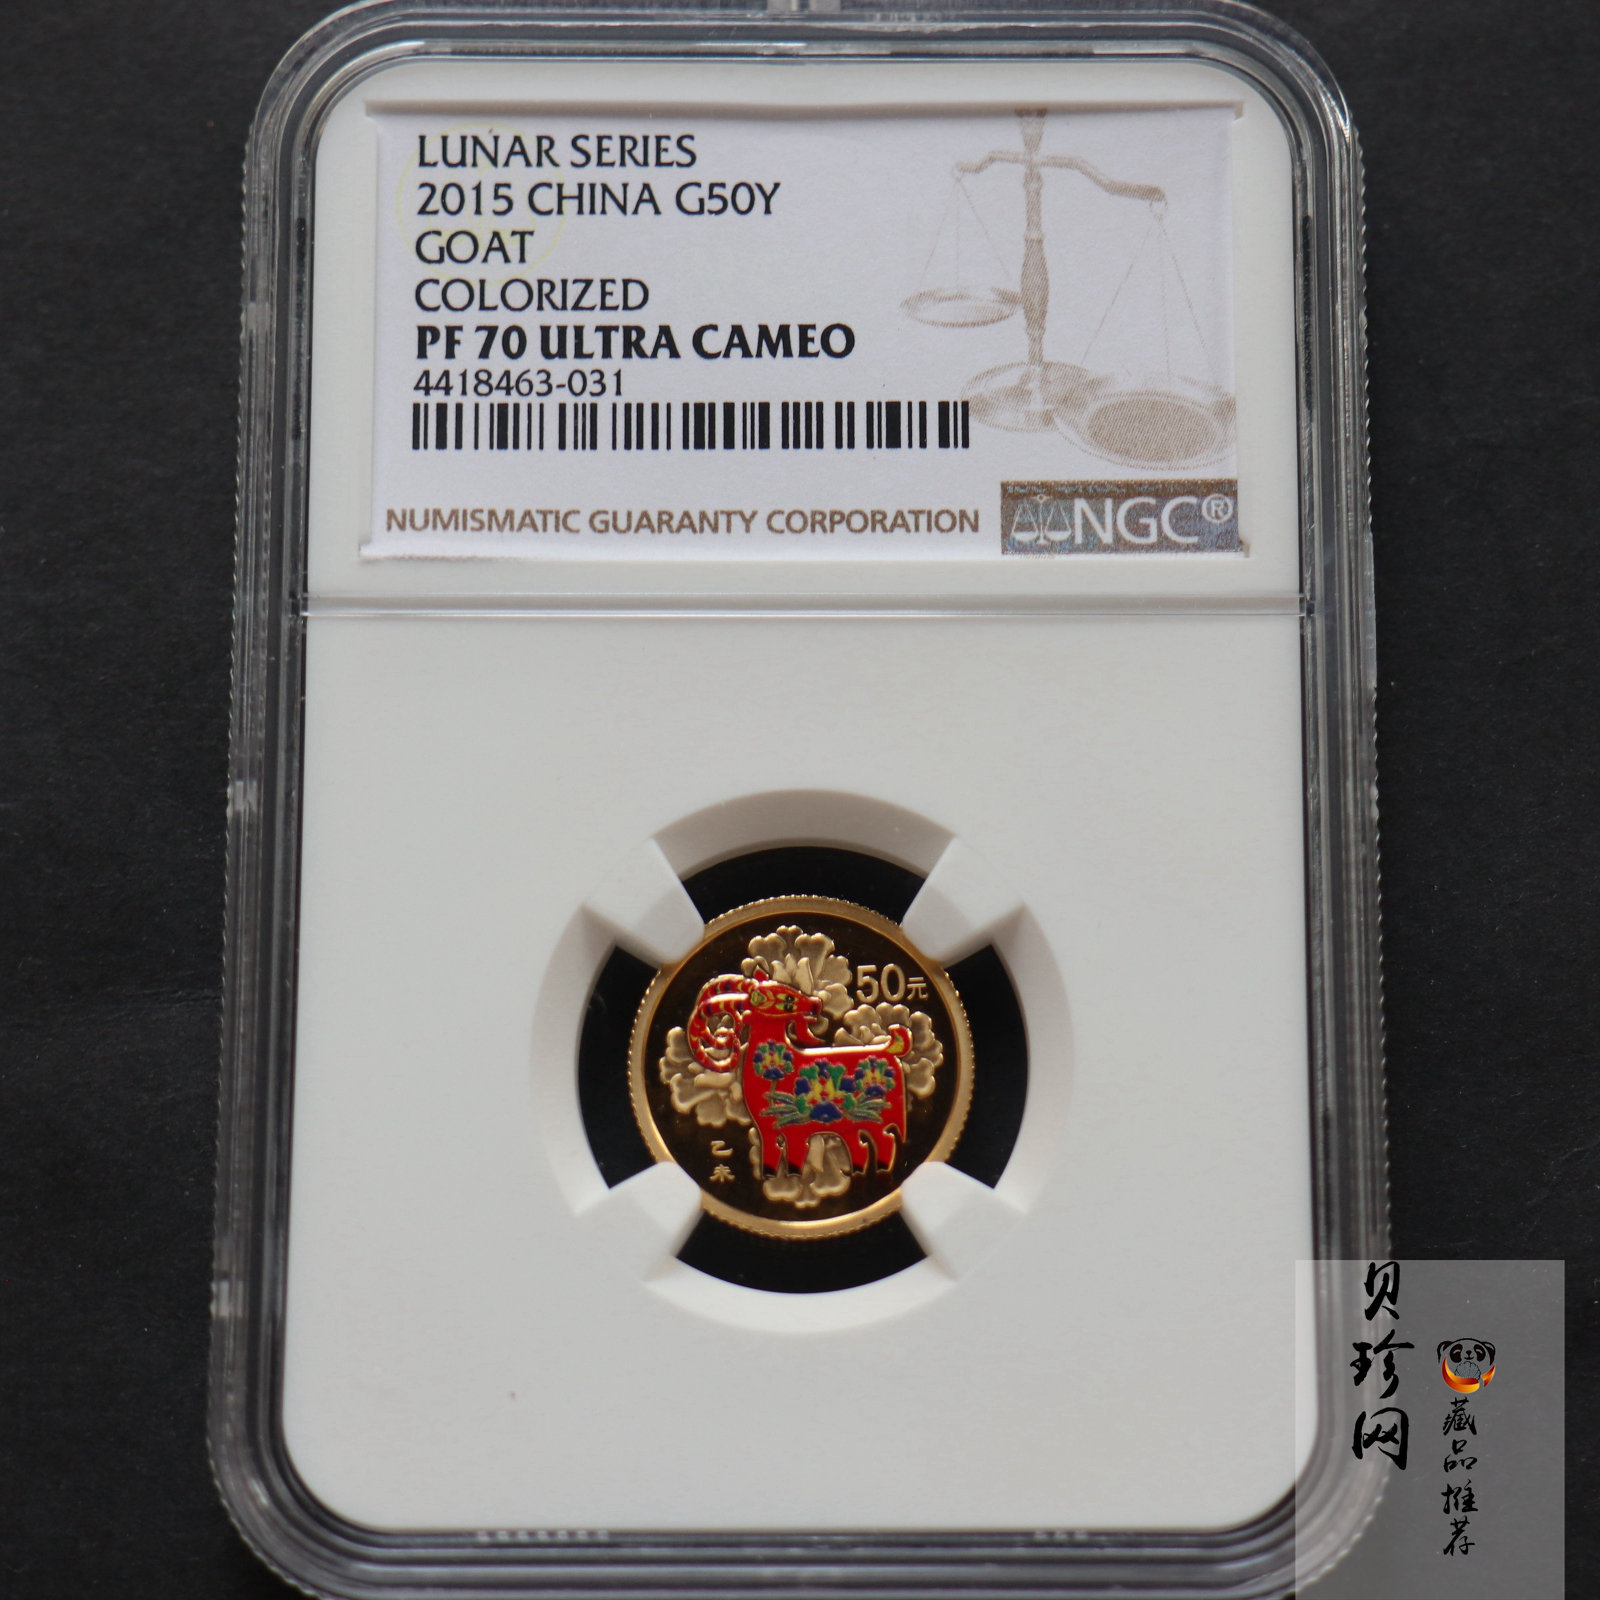 LUNAR SERIES
2015 CHINA G50Y
GOAT
COLORIZED
PF 70 ULTRA CAMEO
4418463-031
NUMISMATIC GUARANTY CORPORATION
NGC®
50元
乙
未
贝珍网
藏品推荐